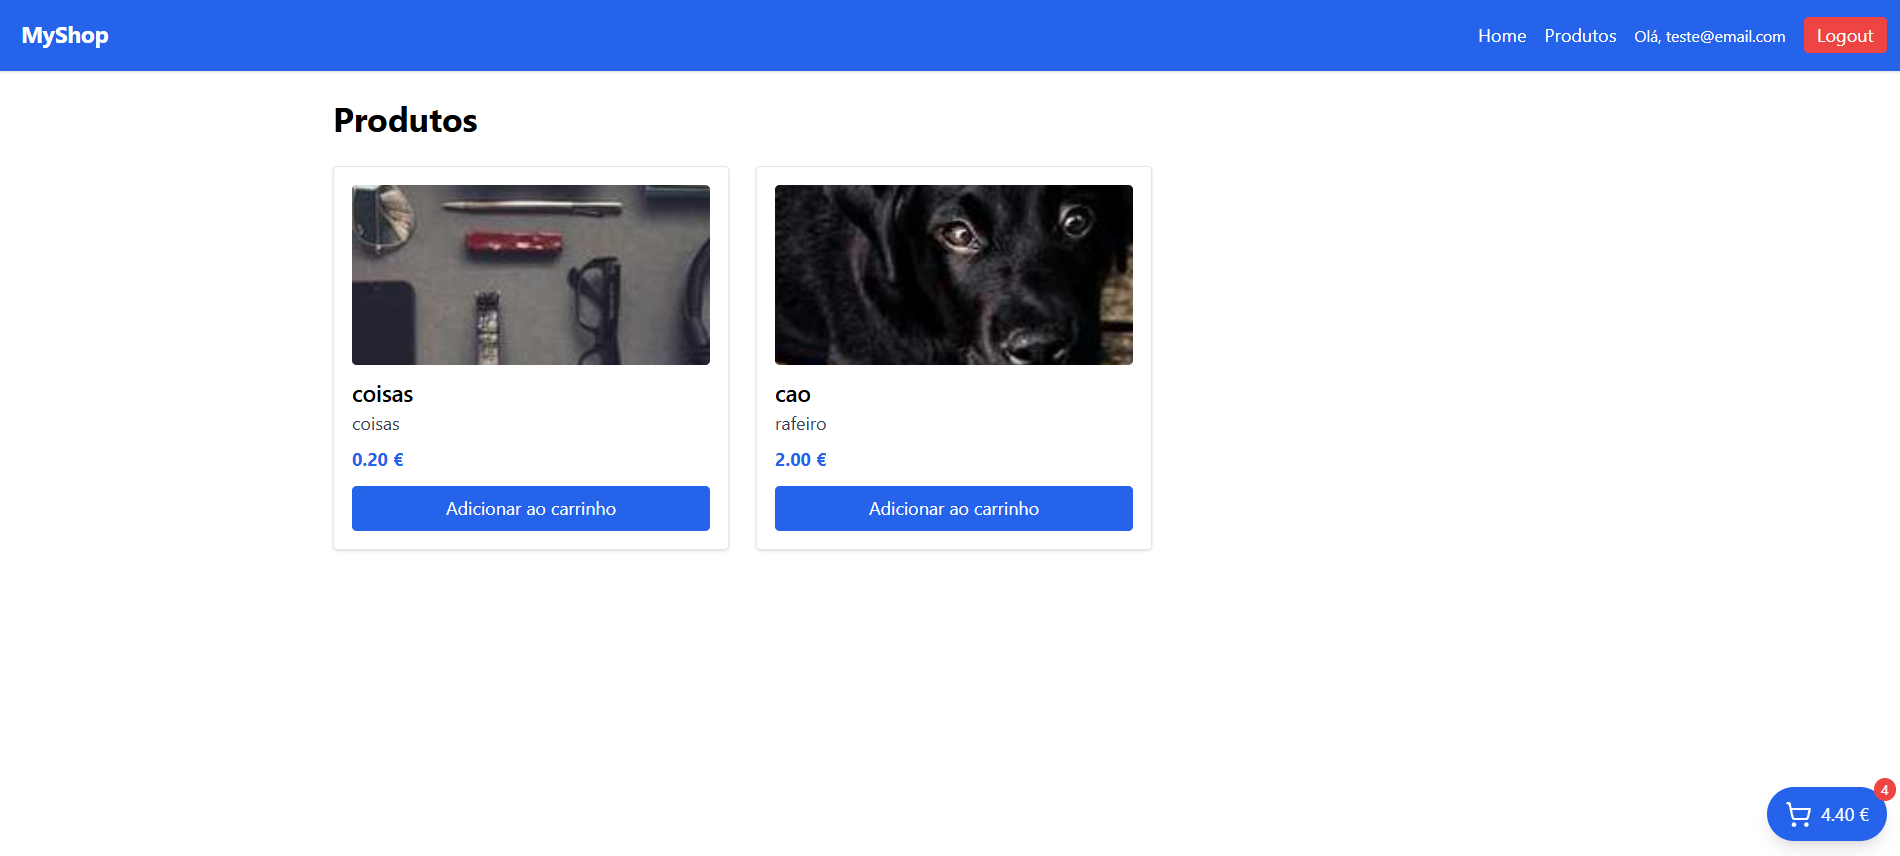 MyShop
Home Produtos Olá, teste@email.com Logout
Produtos
coisas
coisas
0.20 €
Adicionar ao carrinho
cao
rafeiro
2.00 €
Adicionar ao carrinho
4
4.40 €